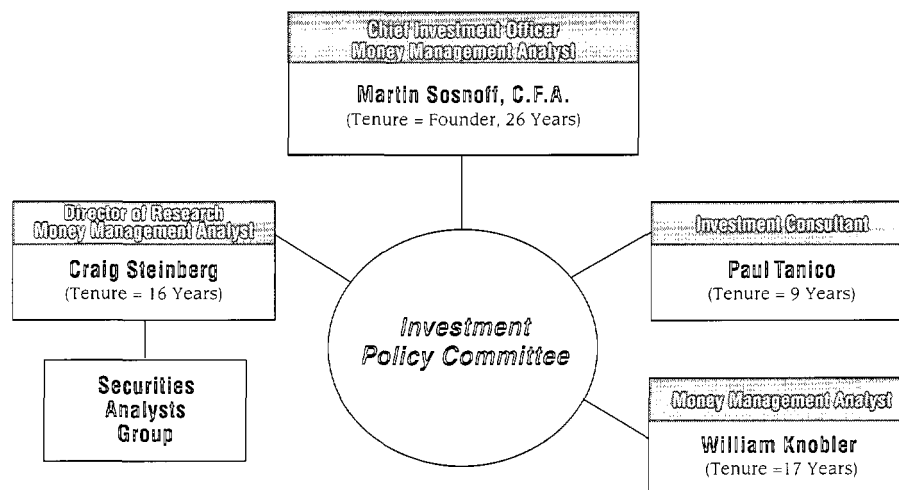 Chief Investment Officer
Money Management Analyst
Martin Sosnoff, C.F.A.
(Tenure = Founder, 26 Years)
Director of Research
Money Management Analyst
Craig Steinberg
(Tenure = 16 Years)
Investment Consultant
Paul Tanico
(Tenure = 9 Years)
Investment
Policy Committee
Securities
Analysts
Group
Money Management Analyst
William Knobler
(Tenure =17 Years)